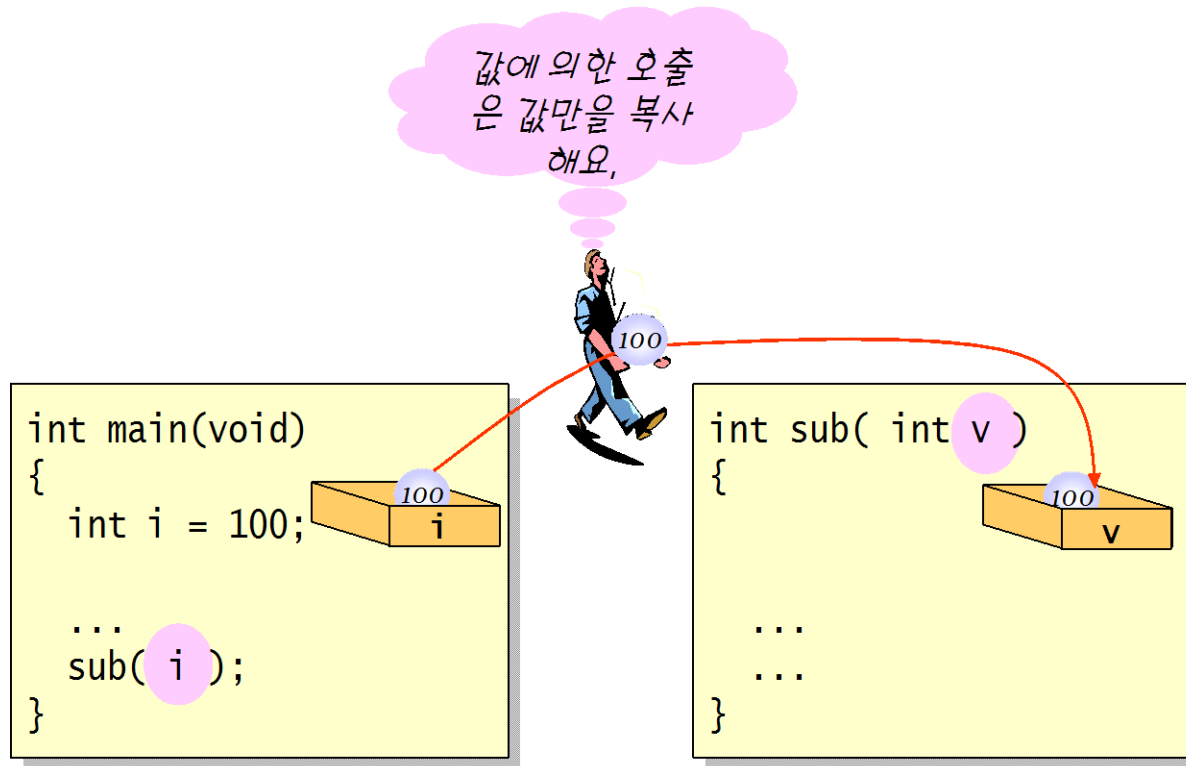 값에 의한 호출
은 값만을 복사
해요,
100
int main(void)
{
100
int i = 100;
i
...
sub( i );
}
int sub( int v )
{
100
v
...
...
}